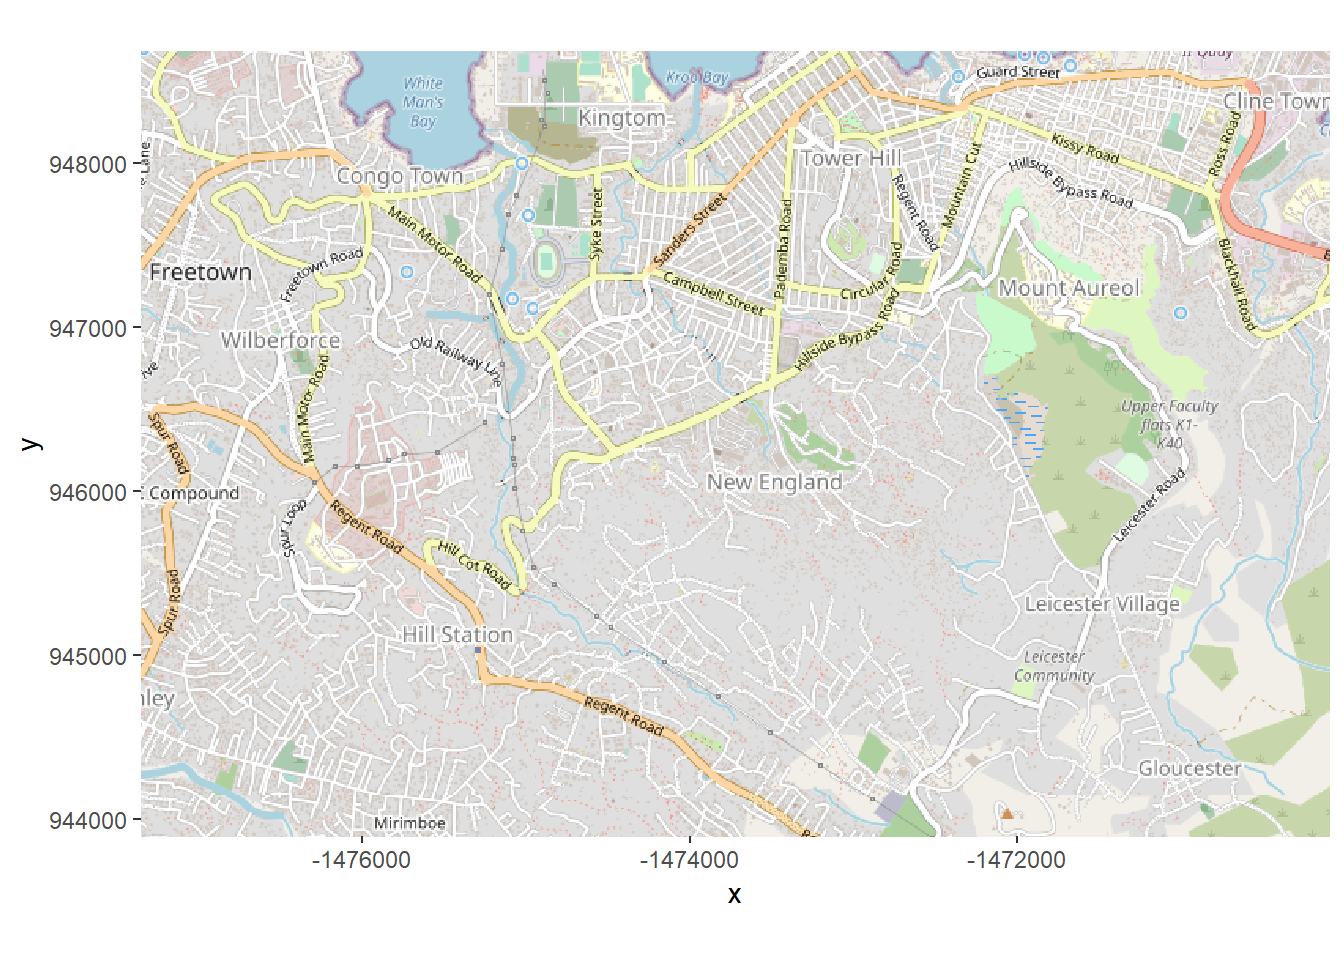 White
Man's
Bay
Kroo Bay
Guard Street
Quay
Cline Town
Kingtom
Tower Hill
Kissy Road
Ross Road
Lane
Congo Town
Hillside Bypass Road
Mountain Cut
Regent Road
Main Motor Road
Syke Street
Sanders Street
Pademba Road
Freetown
Freetown Road
Campbell Street
Circular Road
Mount Aureol
Blackhall Road
Wilberforce
Old Railway Line
Hillside Bypass Road
Main Motor Road
Upper Faculty
flats K1-
K40
Spur Road
New England
Compound
Spur Loop
Regent Road
Leicester Road
Hill Cot Road
Spur Road
Leicester Village
Hill Station
Leicester
Community
Regent Road
Gloucester
Mirimboe
948000
947000
946000
945000
944000
y
-1476000
-1474000
-1472000
x